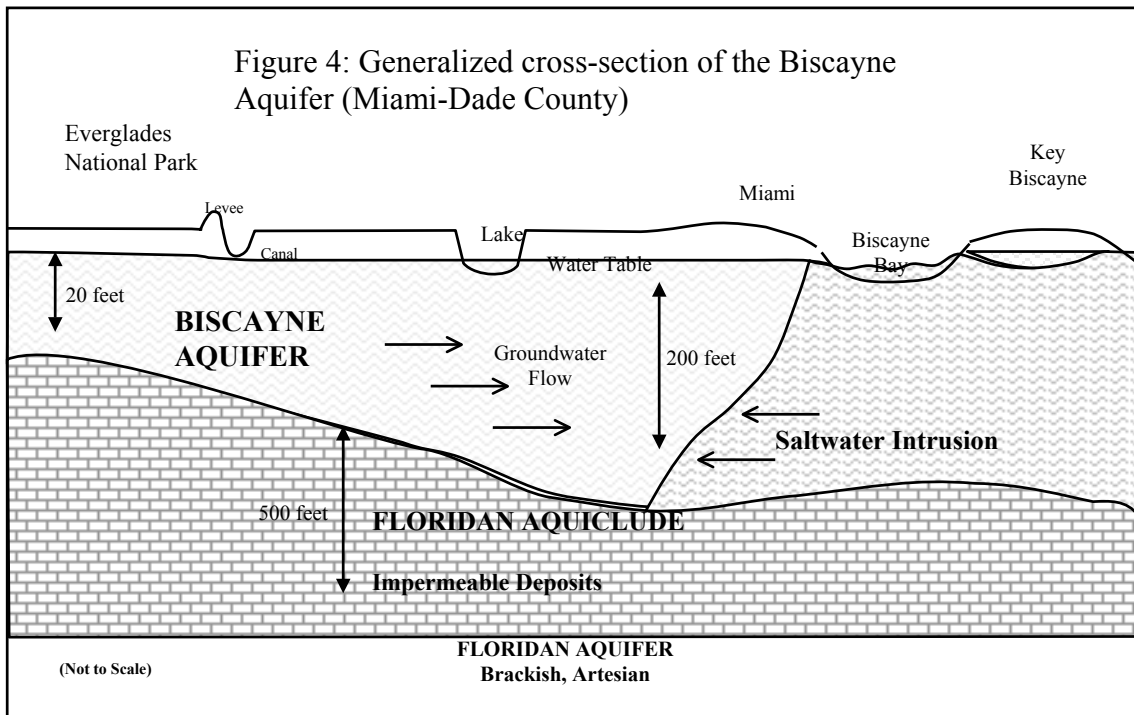 Figure 4: Generalized cross-section of the Biscayne
Aquifer (Miami-Dade County)
Everglades
National Park
Key
Biscayne
Miami
Levee
Canal
Lake
Water Table
Biscayne
Bay
20 feet
BISCAYNE
AQUIFER
Groundwater
Flow
200 feet
Saltwater Intrusion
500 feet
FLORIDAN AQUICLUDE
Impermeable Deposits
FLORIDAN AQUIFER
Brackish, Artesian
(Not to Scale)